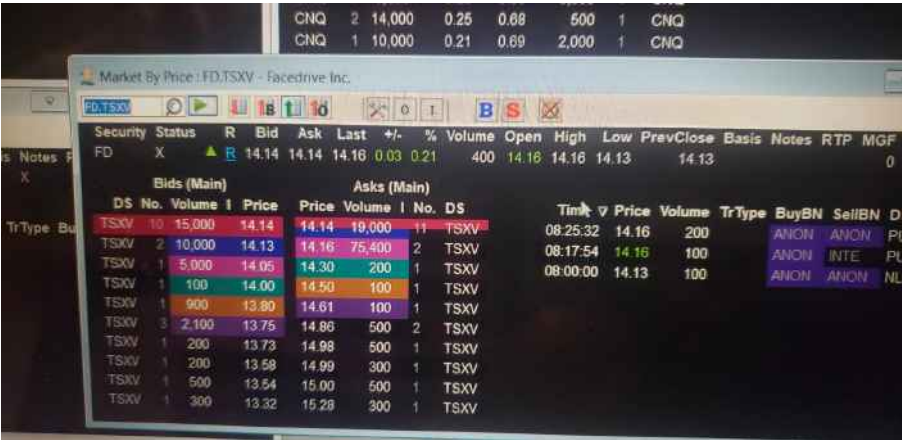 CNQ 2 14,000 0.25 0.68 500 1 CNQ
CNQ 1 10,000 0.21 0.69 2,000 1 CNQ
Market By Price : FD.TSXV - Facedrive Inc.
FD.TSXV B S
Security Status R Bid Ask Last +/- % Volume Open High Low PrevClose Basis Notes RTP MGF
FD X R 14.14 14.14 14.16 0.03 0.21 400 14.16 14.16 14.13 14.13 0
Notes
X
Bids (Main) Asks (Main)
DS No. Volume I Price Price Volume I No. DS
TSXV 10 15,000 14.14 14.14 19,000 11 TSXV
TSXV 2 10,000 14.13 14.16 75,400 2 TSXV
TSXV 1 5,000 14.05 14.30 200 1 TSXV
TSXV 1 100 14.00 14.50 100 1 TSXV
TSXV 1 900 13.80 14.61 100 1 TSXV
TSXV 3 2,100 13.75 14.86 500 2 TSXV
TSXV 1 200 13.73 14.98 500 1 TSXV
TSXV 1 200 13.58 14.99 300 1 TSXV
TSXV 1 500 13.54 15.00 500 1 TSXV
TSXV 1 300 13.32 15.28 300 1 TSXV
Time Price Volume TrType BuyBN SellBN D
08:25:32 14.16 200 ANON ANON
08:17:54 14.16 100 ANON INTE
08:00:00 14.13 100 ANON ANON
TrType Bu